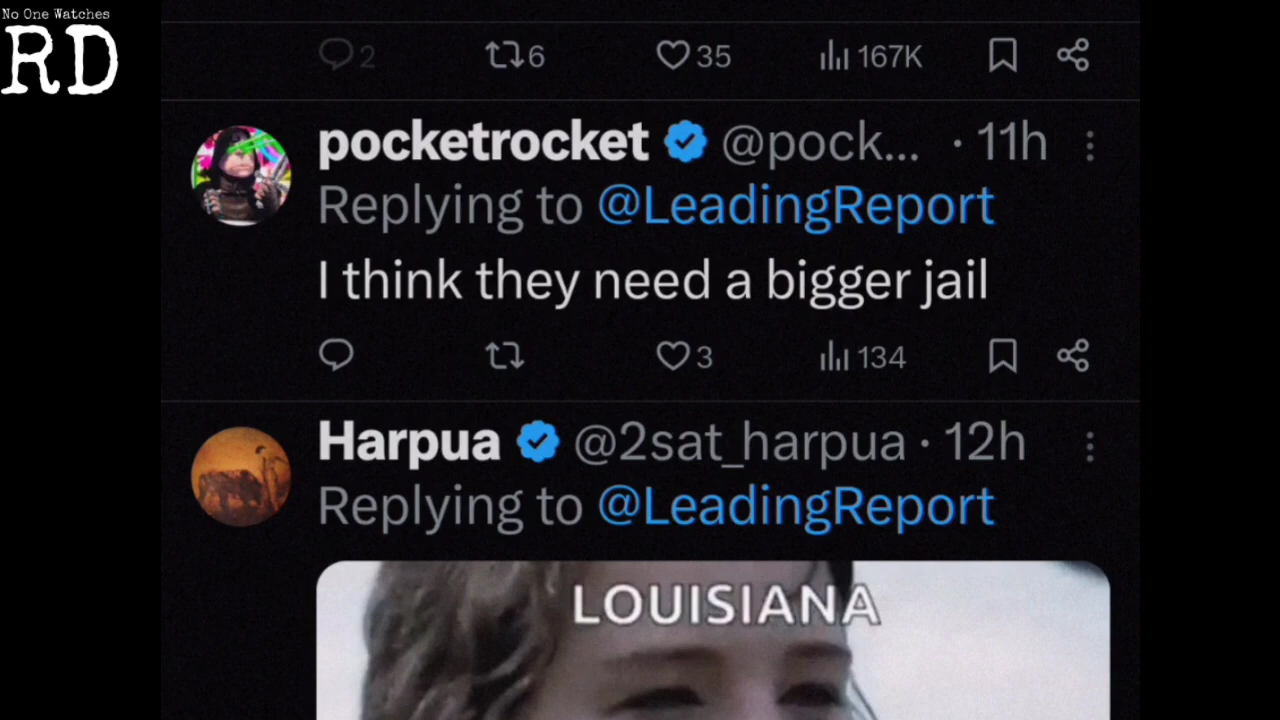 No One Watches
RD
2 6 35 167K
pocketrocket @pock... · 11h
Replying to @LeadingReport
I think they need a bigger jail
3 134
Harpua @2sat_harpua · 12h
Replying to @LeadingReport
LOUISIANA